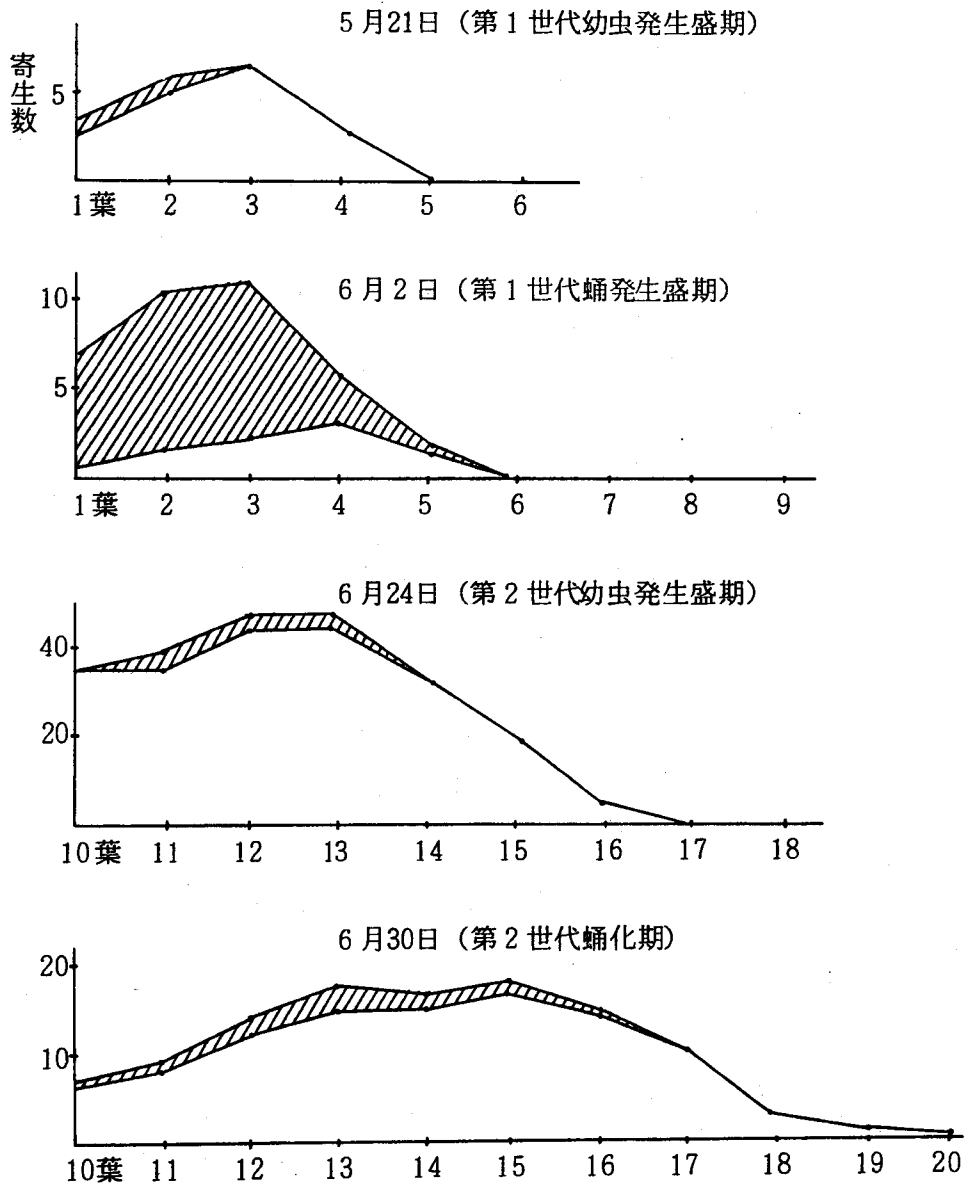 5月21日(第1世代幼虫発生盛期)
寄生数
5
1葉 2 3 4 5 6
6月2日(第1世代蛹発生盛期)
10
5
1葉 2 3 4 5 6 7 8 9
6月24日(第2世代幼虫発生盛期)
40
20
10葉 11 12 13 14 15 16 17 18
6月30日(第2世代蛹化期)
20
10
10葉 11 12 13 14 15 16 17 18 19 20